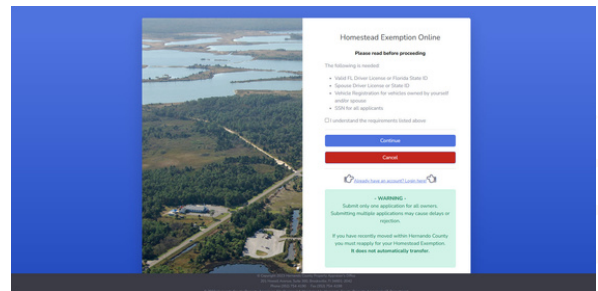 Homestead Exemption Online
Please read before proceeding
The following is needed
Valid FL Driver License or Florida State ID
Spouse Driver License or State ID
Vehicle Registration for vehicles owned by yourself
and/or spouse
SSN for all applicants
I understand the requirements listed above
Continue
Cancel
Already have an account? Login Here
- WARNING -
Submit only one application for all owners.
Submitting multiple applications may cause delays or
rejection.
If you have recently moved within Hernando County,
you must reapply for your Homestead Exemption.
It does not automatically transfer.